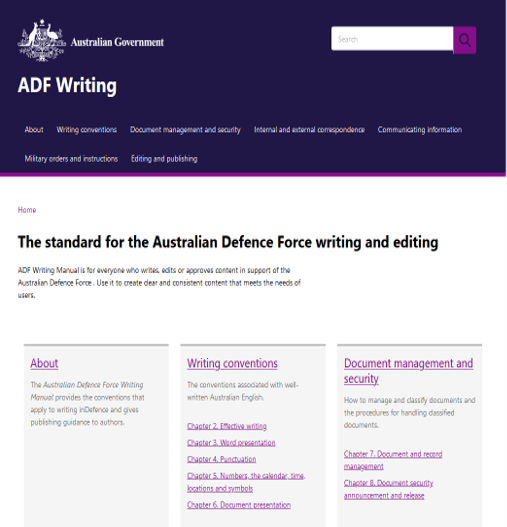 Australian Government
Search
ADF Writing
About Writing conventions Document management and security Internal and external correspondence Communicating information
Military orders and instructions Editing and publishing
Home
The standard for the Australian Defence Force writing and editing
ADF Writing Manual is for everyone who writes, edits or approves content in support of the
Australian Defence Force . Use it to create clear and consistent content that meets the needs of
users.
About
The Australian Defence Force Writing
Manual provides the conventions that
apply to writing inDefence and gives
publishing guidance to authors.
Writing conventions
The conventions associated with well-
written Australian English.
Chapter 2, Effective writing
Chapter 3, Word presentation
Chapter 4, Punctuation
Chapter 5, Numbers, the calendar, time,
locations and symbols
Chapter 6, Document presentation
Document management and
security
How to manage and classify documents and
the procedures for handling classified
documents.
Chapter 7, Document and record
management
Chapter 8, Document security
announcement and release